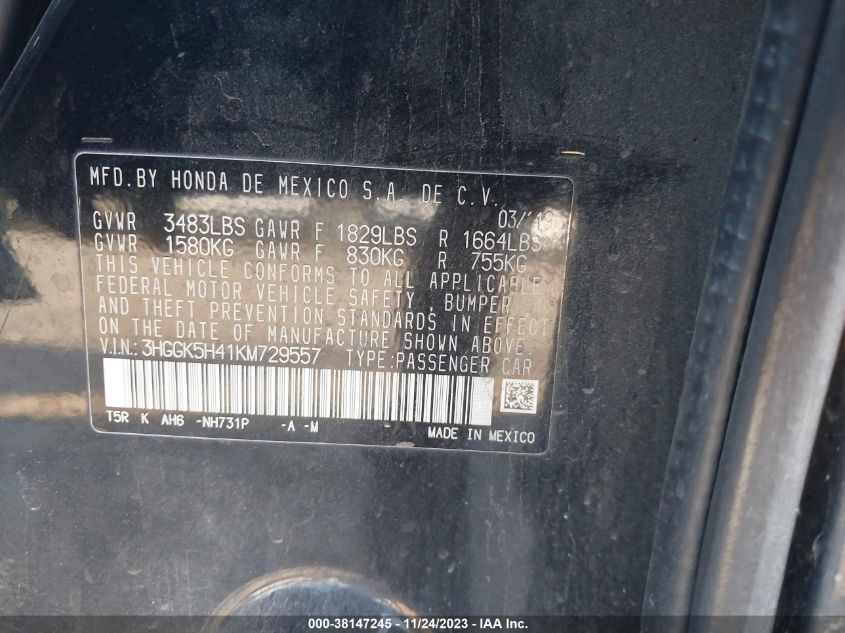 MFD.BY HONDA DE MEXICO S.A. DE C.V.
03/'19
GVWR 3483LBS GAWR F 1829LBS R 1664LBS
GVWR 1580KG GAWR F 830KG R 755KG
THIS VEHICLE CONFORMS TO ALL APPLICABLE
FEDERAL MOTOR VEHICLE SAFETY, BUMPER
AND THEFT PREVENTION STANDARDS IN EFFECT
ON THE DATE OF MANUFACTURE SHOWN ABOVE.
V.I.N.: 3HGGK5H41KM729557 TYPE:PASSENGER CAR
T5R K AH6 -NH731P -A -M
MADE IN MEXICO
000-38147245 - 11/24/2023 - IAA Inc.